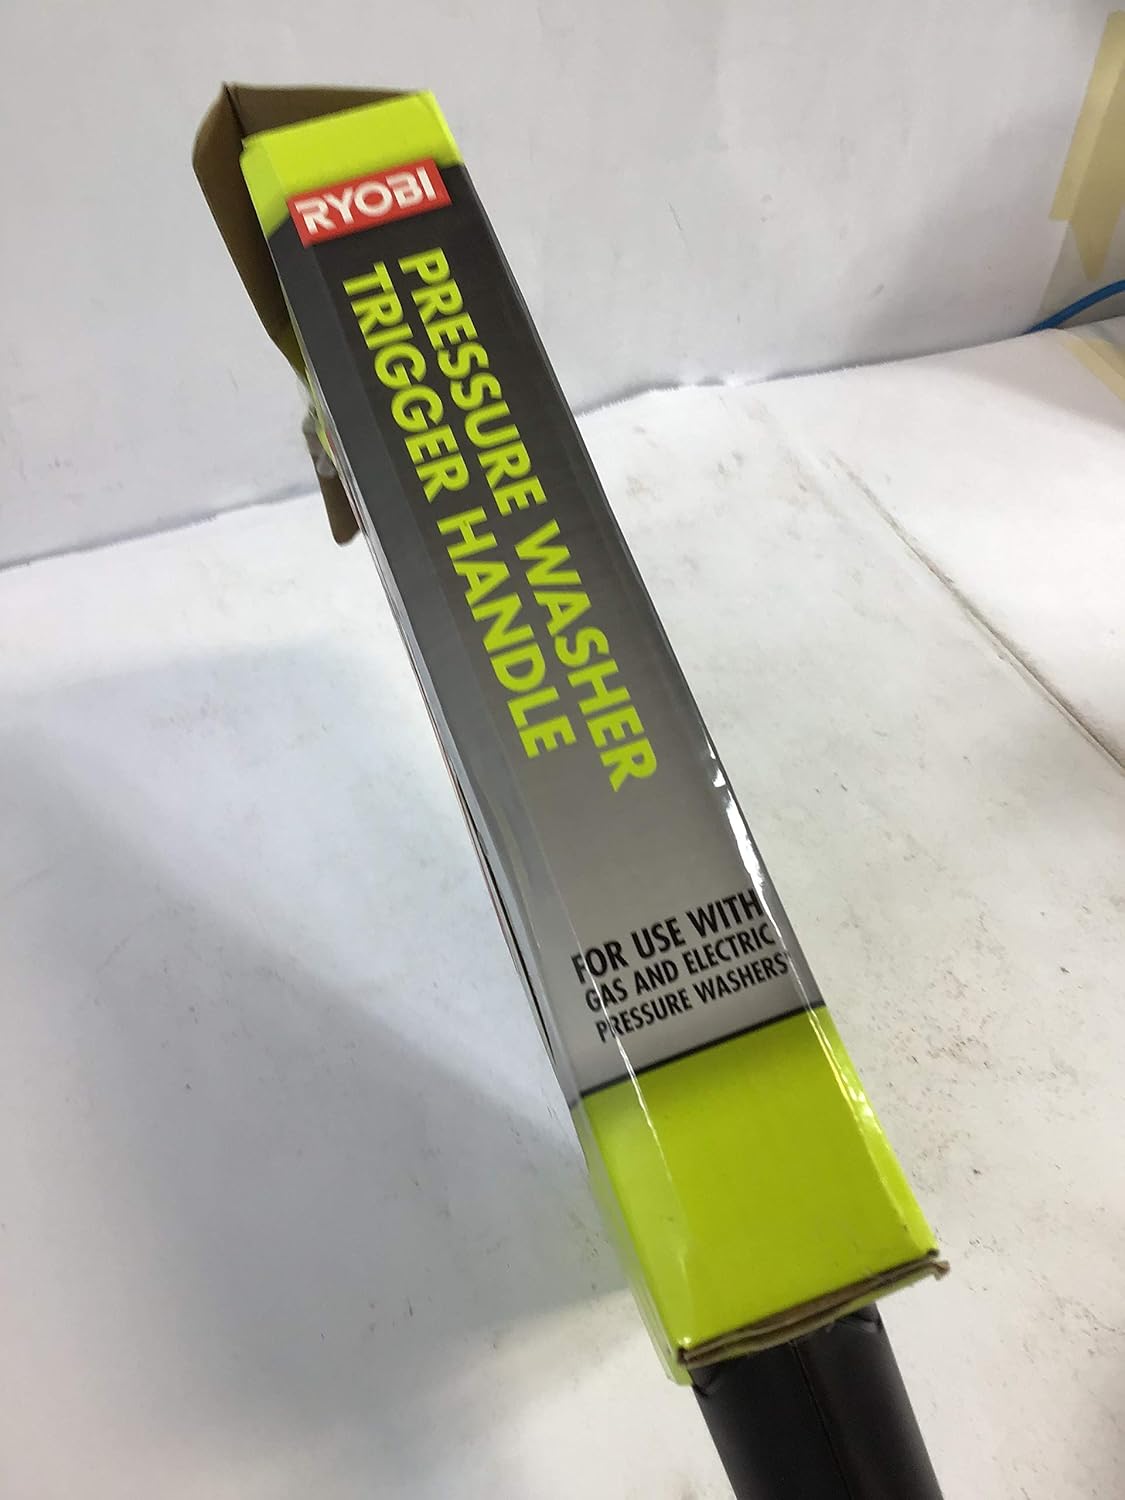 RYOBI
PRESSURE WASHER
TRIGGER HANDLE
FOR USE WITH
GAS AND ELECTRIC
PRESSURE WASHERS